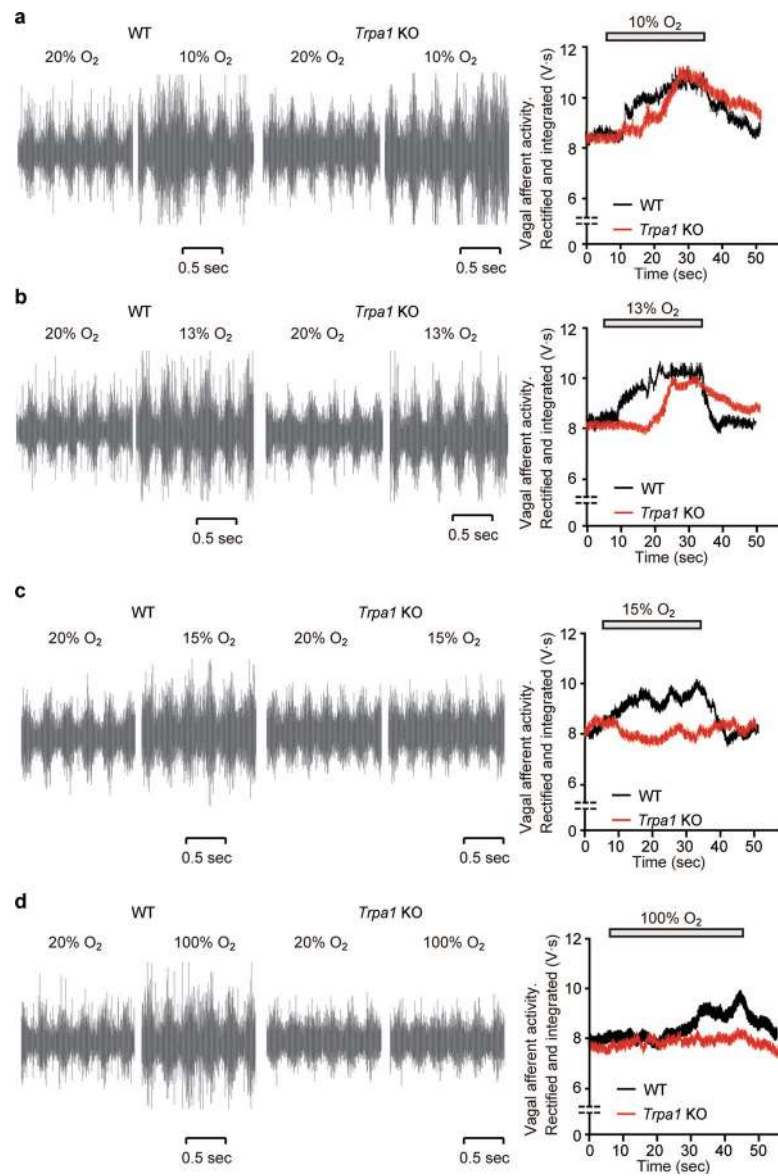 a
WT
Trpa1 KO
20% O₂
10% O₂
20% O₂
10% O₂
0.5 sec
0.5 sec
10% O₂
Vagal afferent activity.
Rectified and integrated (V·s)
12
10
8
6
0
WT
Trpa1 KO
0 10 20 30 40 50
Time (sec)
b
WT
Trpa1 KO
20% O₂
13% O₂
20% O₂
13% O₂
0.5 sec
0.5 sec
13% O₂
Vagal afferent activity.
Rectified and integrated (V·s)
12
10
8
6
0
WT
Trpa1 KO
0 10 20 30 40 50
Time (sec)
c
WT
Trpa1 KO
20% O₂
15% O₂
20% O₂
15% O₂
0.5 sec
0.5 sec
15% O₂
Vagal afferent activity.
Rectified and integrated (V·s)
12
10
8
6
0
WT
Trpa1 KO
0 10 20 30 40 50
Time (sec)
d
WT
Trpa1 KO
20% O₂
100% O₂
20% O₂
100% O₂
0.5 sec
0.5 sec
100% O₂
Vagal afferent activity.
Rectified and integrated (V·s)
12
10
8
6
0
WT
Trpa1 KO
0 10 20 30 40 50
Time (sec)